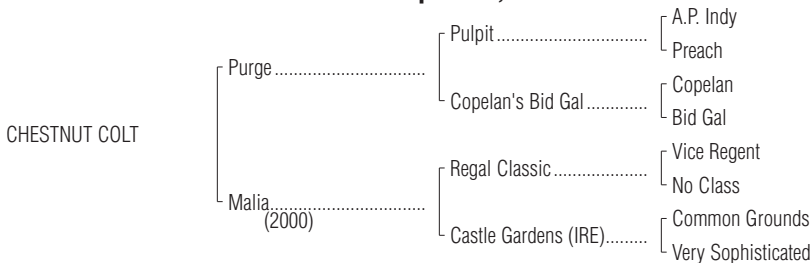 A.P. Indy
Pulpit
Preach
Purge
Copelan
Copelan's Bid Gal
Bid Gal
CHESTNUT COLT
Vice Regent
Regal Classic
No Class
Malia
(2000)
Common Grounds
Castle Gardens (IRE)
Very Sophisticated